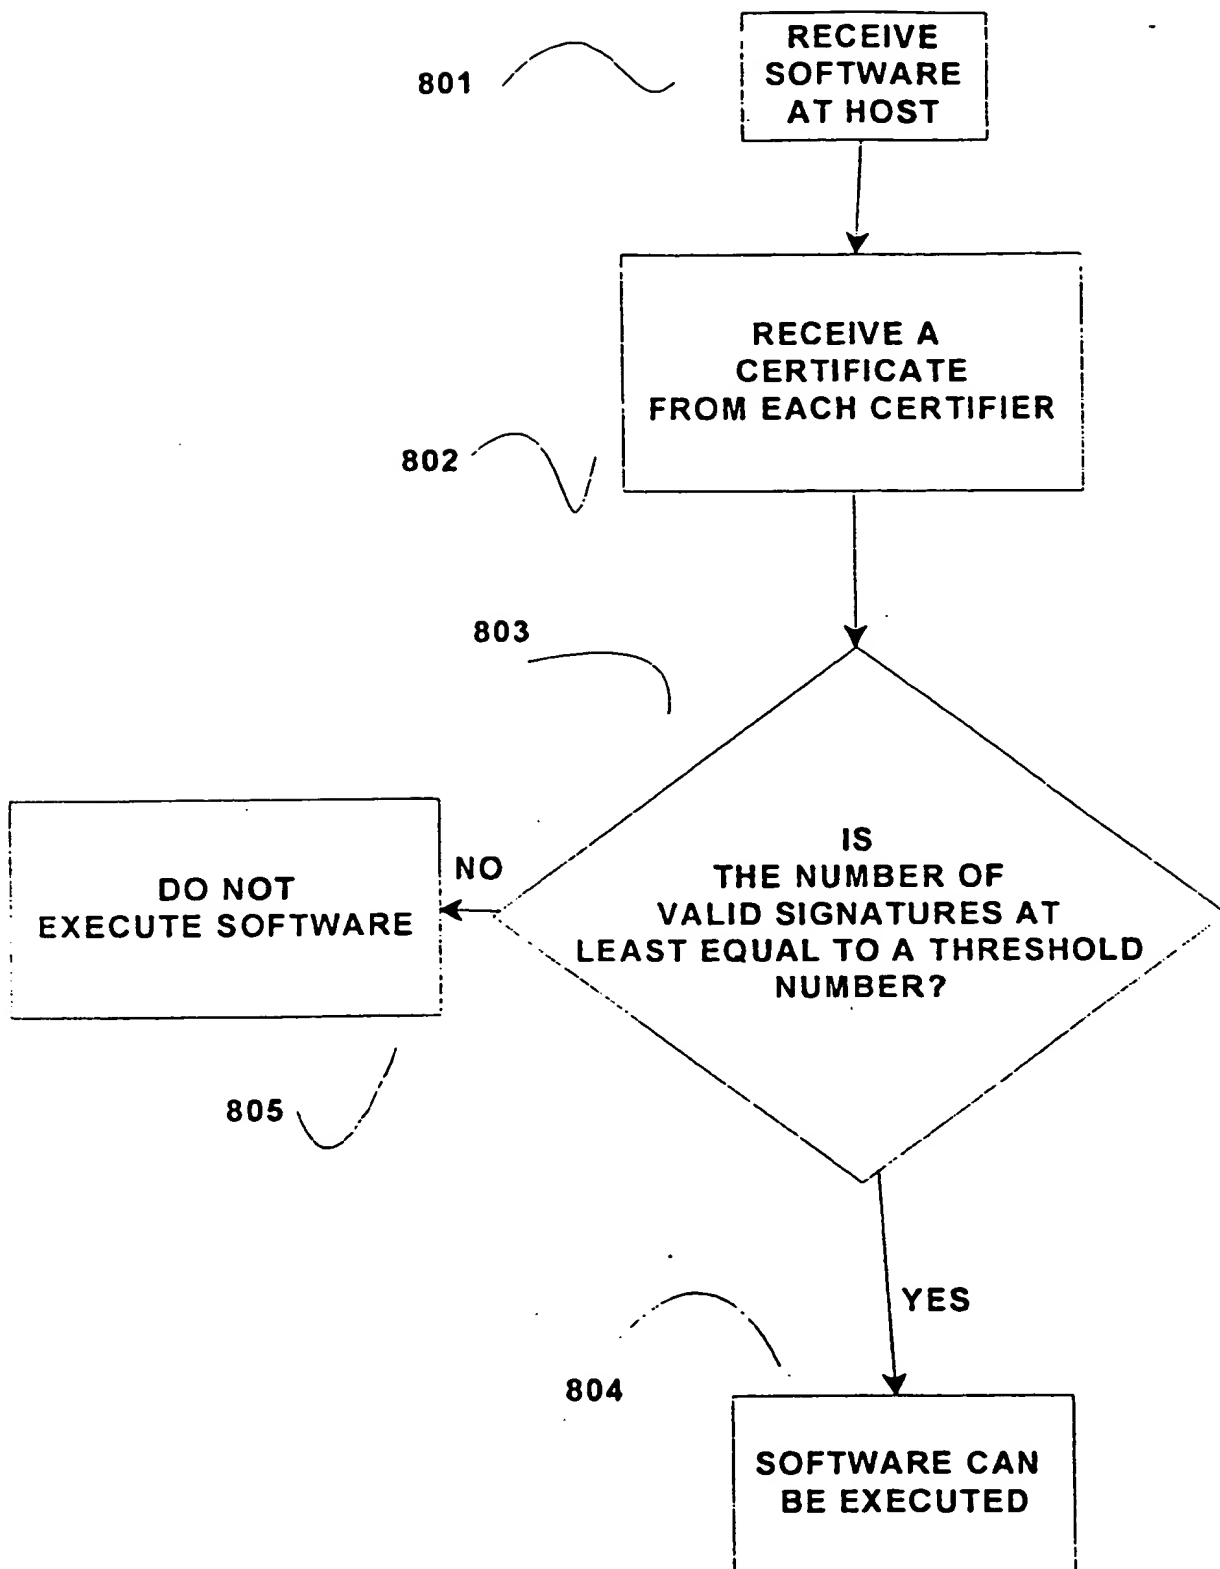 801
RECEIVE
SOFTWARE
AT HOST
RECEIVE A
CERTIFICATE
FROM EACH CERTIFIER
802
803
IS
THE NUMBER OF
VALID SIGNATURES AT
LEAST EQUAL TO A THRESHOLD
NUMBER?
NO
DO NOT
EXECUTE SOFTWARE
805
YES
804
SOFTWARE CAN
BE EXECUTED